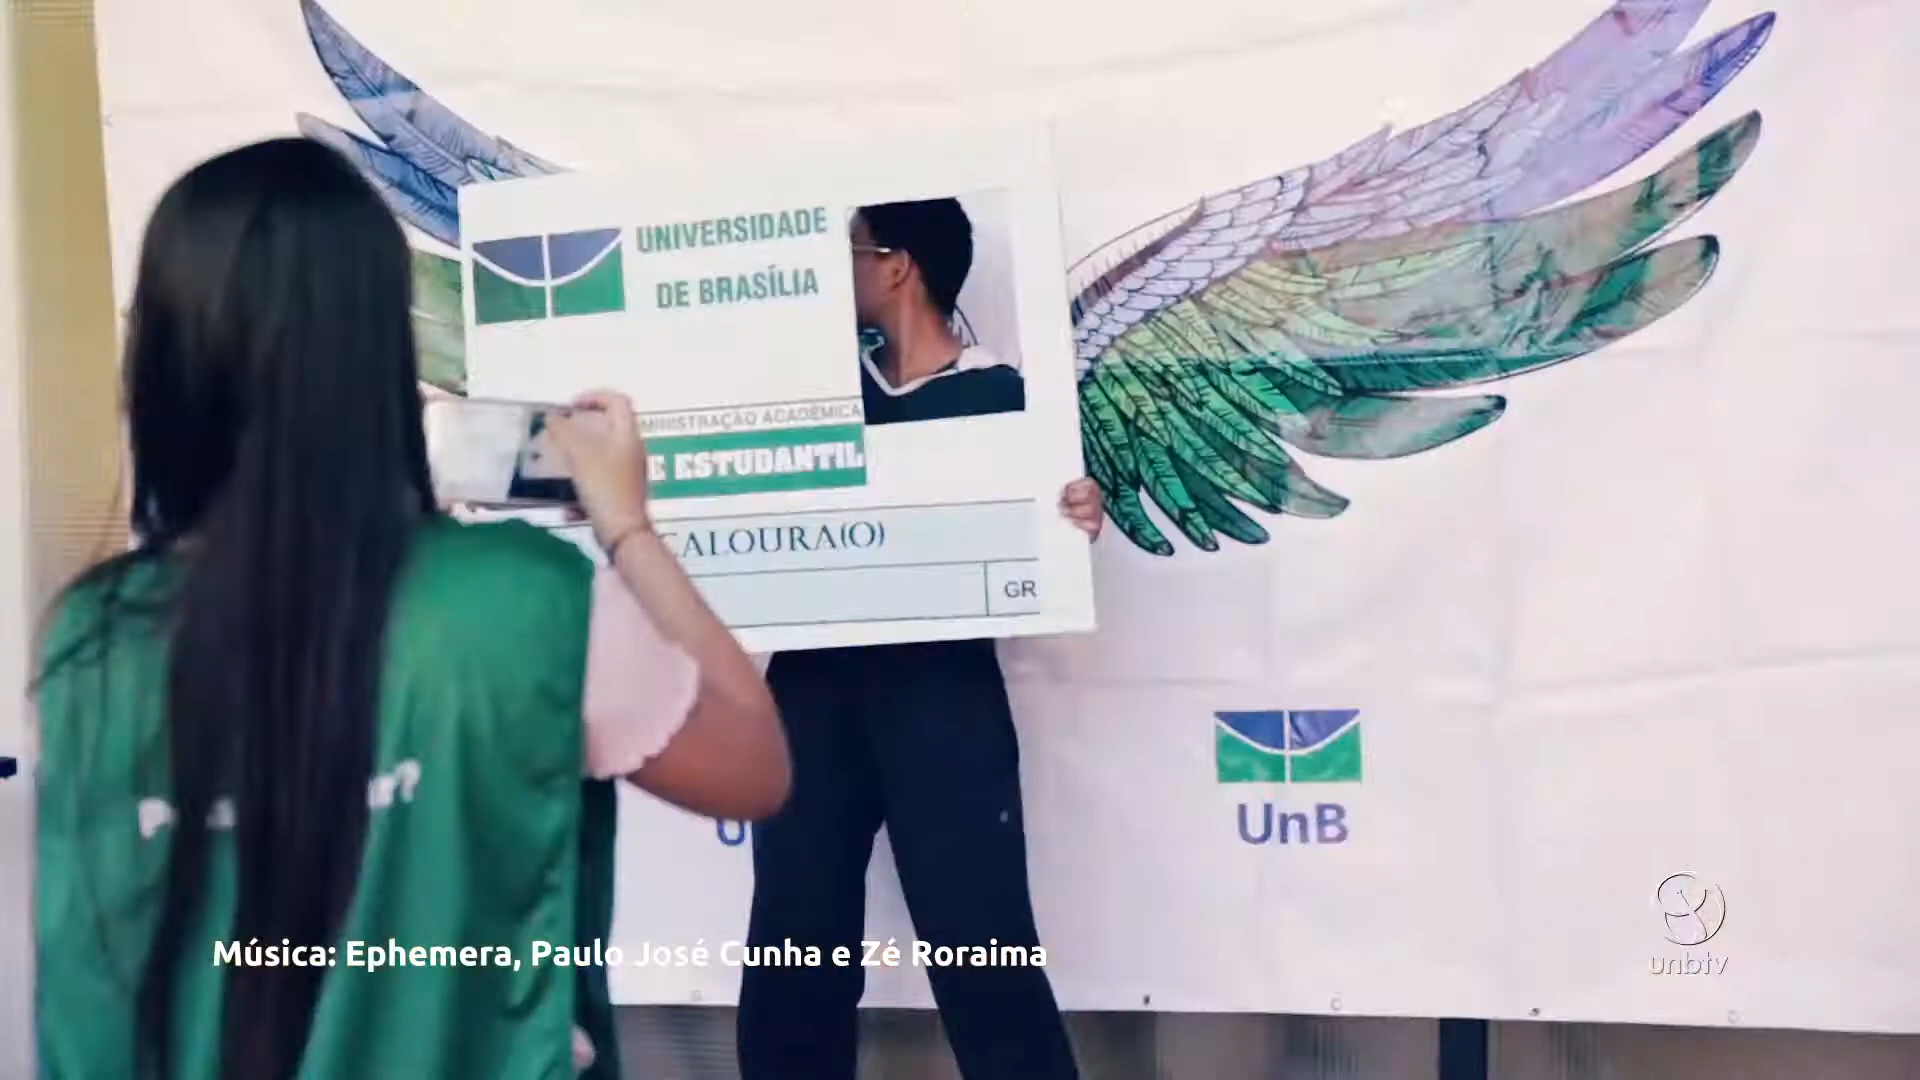 UNIVERSIDADE
DE BRASÍLIA
MINISTRAÇÃO ACADÊMICA
E ESTUDANTIL
CALOURA(O)
GR
UnB
Música: Ephemera, Paulo José Cunha e Zé Roraima
unbtv